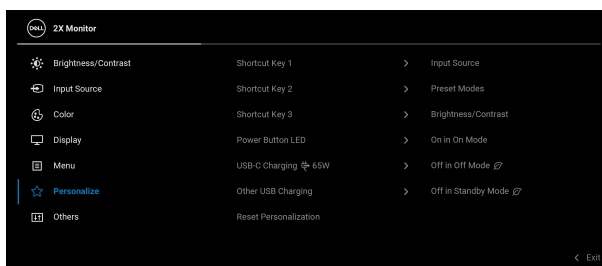 DELL 2X Monitor
Brightness/Contrast Shortcut Key 1 > Input Source
Input Source Shortcut Key 2 > Preset Modes
Color Shortcut Key 3 > Brightness/Contrast
Display Power Button LED > On in On Mode
Menu USB-C Charging 65W > Off in Off Mode
Personalize Other USB Charging > Off in Standby Mode
Others Reset Personalization
< Exit